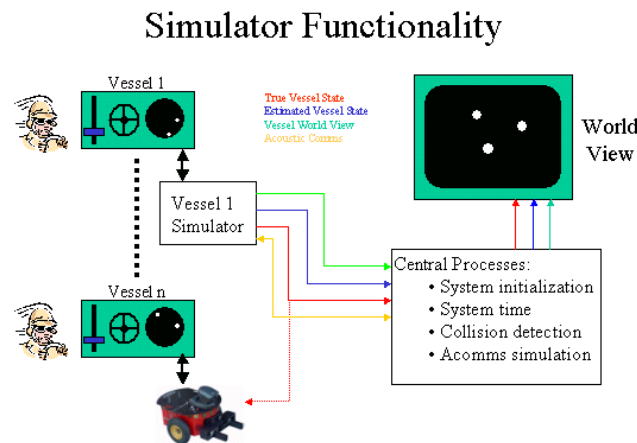 Simulator Functionality
Vessel 1
True Vessel State
Estimated Vessel State
Vessel World View
Acoustic Comms
World
View
Vessel 1
Simulator
Central Processes:
• System initialization
• System time
• Collision detection
• Acomms simulation
Vessel n